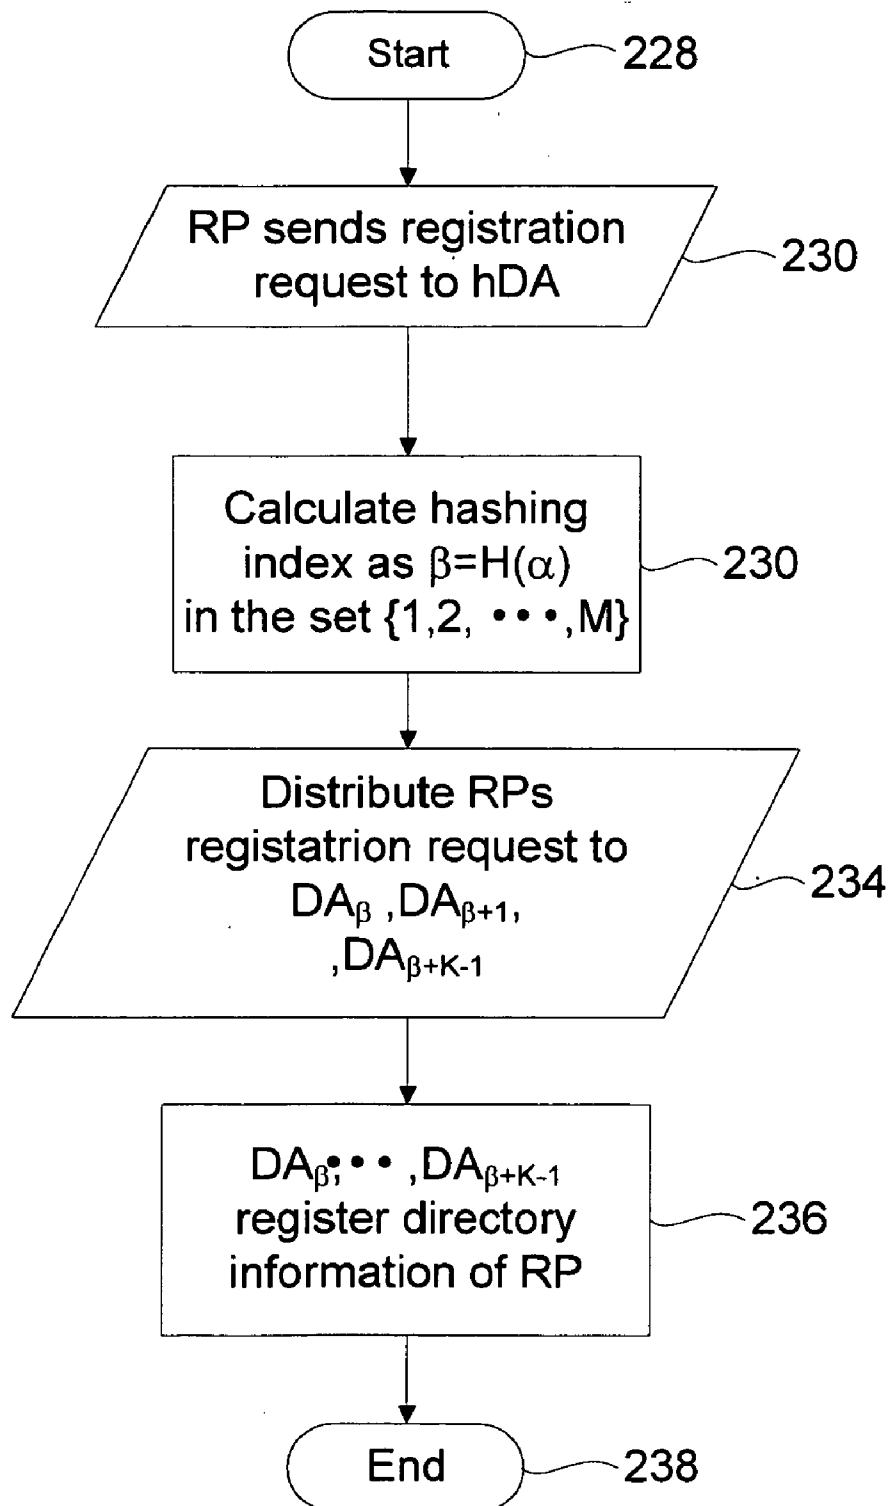 Start
228
RP sends registration
request to hDA
230
Calculate hashing
index as β=H(α)
in the set {1,2, •••,M}
230
Distribute RPs
registatrion request to
DAβ ,DAβ+1,
,DAβ+K-1
234
DAβ,••• ,DAβ+K-1
register directory
information of RP
236
End
238